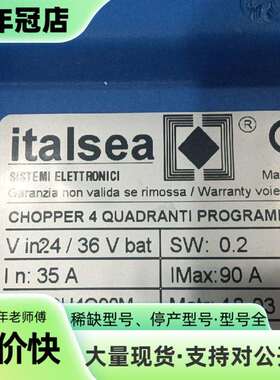 年冠店
italsea
®
SISTEMI ELETTRONICI
Garanzia non valida se rimossa / Warranty
CHOPPER 4 QUADRANTI
V in24 / 36 V bat SW: 0.2
I n: 35 A IMax: 90 A
年老师傅
稀缺型号、停产型号·型号全
价快
大量现货·支持对公